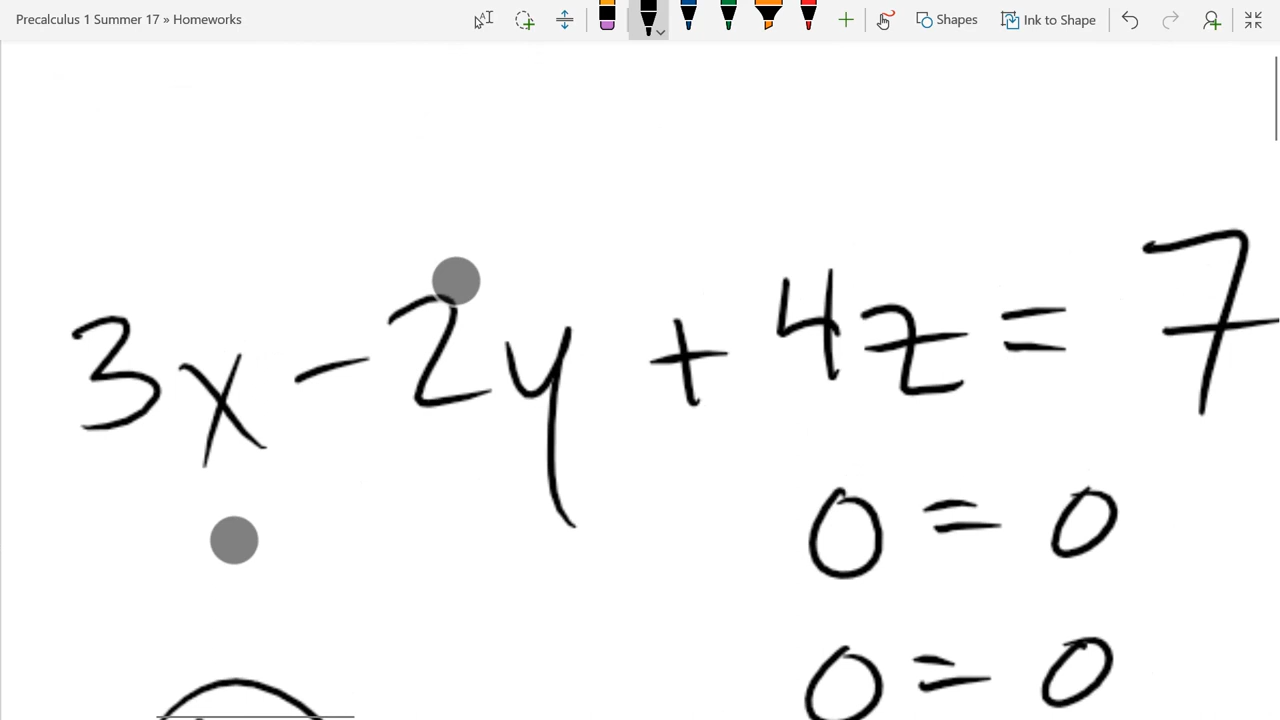 Precalculus 1 Summer 17 » Homeworks
Shapes
Ink to Shape
3x - 2y + 4z = 7
0 = 0
0 = 0